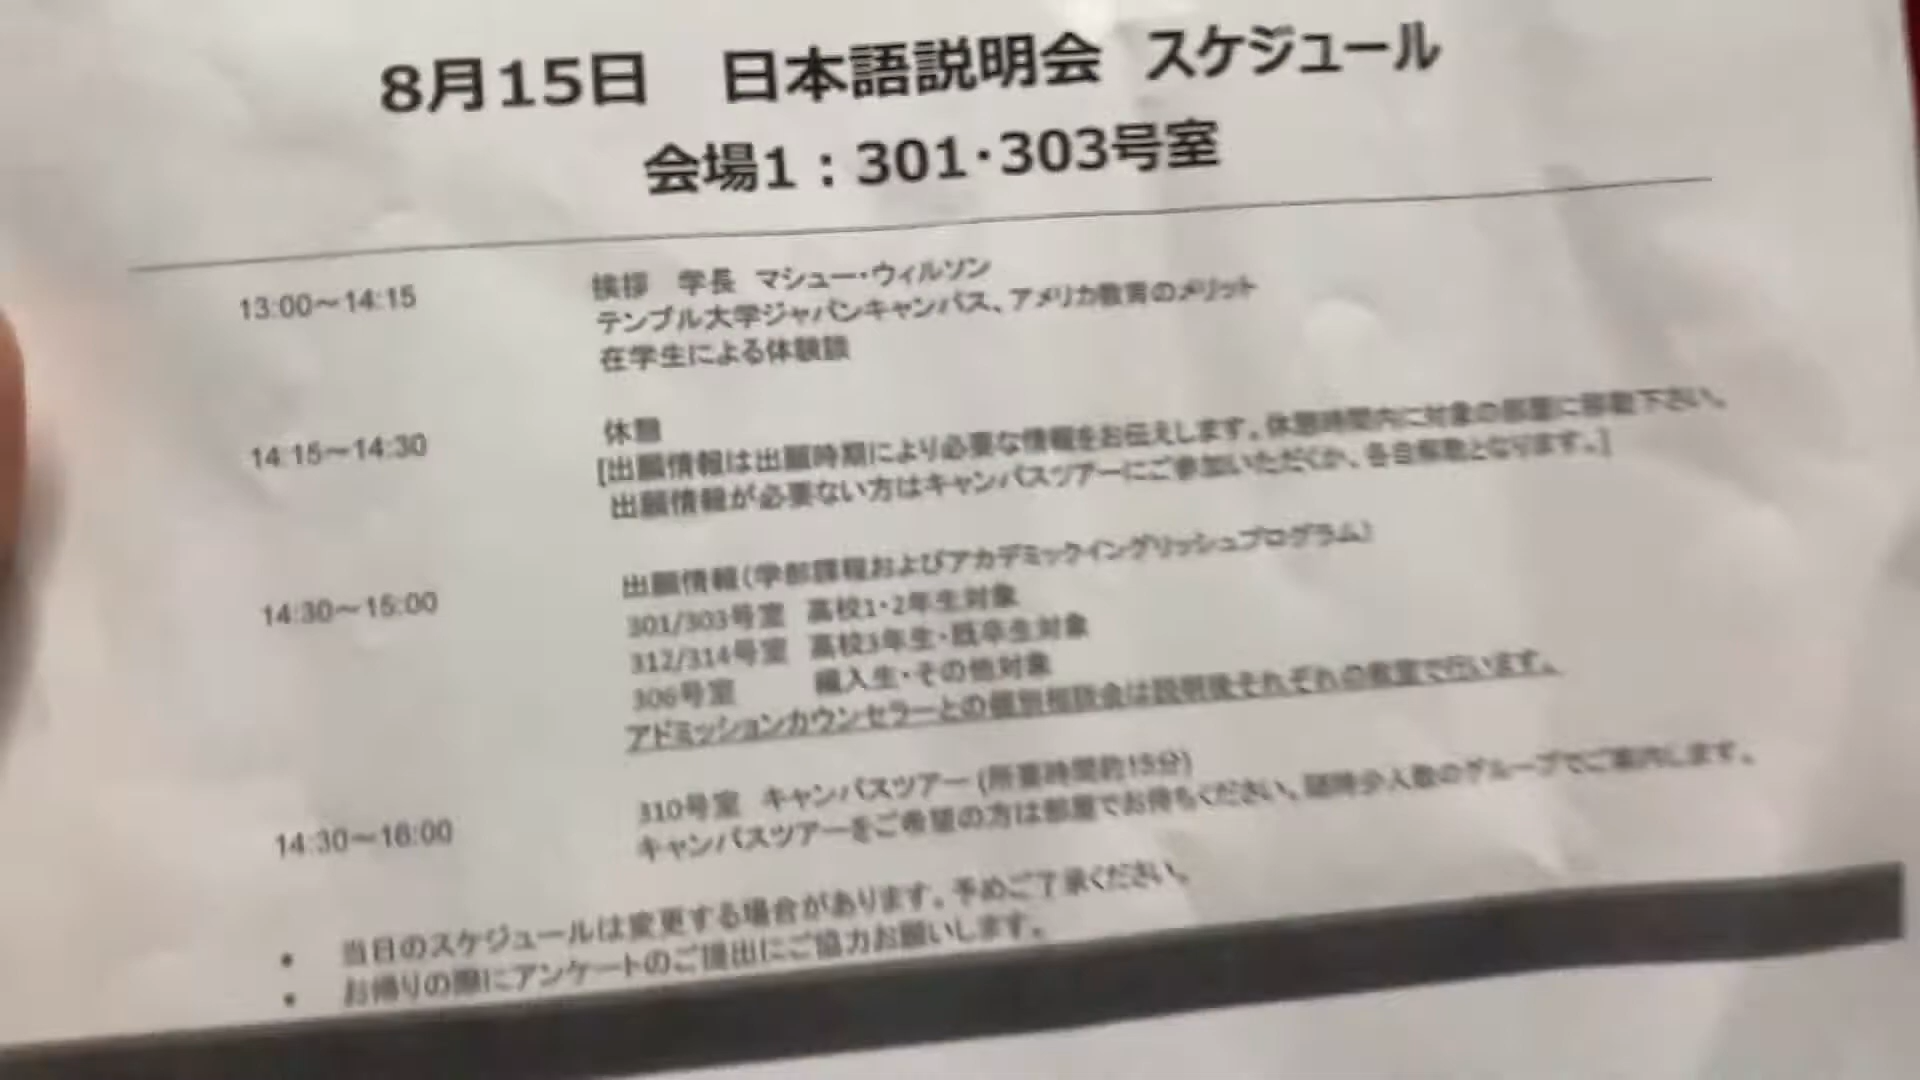 8月15日　日本語説明会　スケジュール
会場1：301・303号室
13:00～14:15
挨拶　学長　マシュー・ウィルソン
テンプル大学ジャパンキャンパス、アメリカ教育のメリット
在学生による体験談
14:15～14:30
休憩
[出願情報は出願時期により必要な情報をお伝えします。休憩時間内に対象の部屋に移動下さい。
出願情報が必要ない方はキャンパスツアーにご参加いただくか、各自解散となります。]
14:30～15:00
出願情報（学部課程およびアカデミックイングリッシュプログラム）
301/303号室　高校1・2年生対象
312/314号室　高校3年生・既卒生対象
306号室　編入生・その他対象
アドミッションカウンセラーとの個別相談会は説明後それぞれの教室で行います。
14:30～16:00
310号室　キャンパスツアー (所要時間約15分)
キャンパスツアーをご希望の方は部屋でお待ちください。随時少人数のグループでご案内します。
• 当日のスケジュールは変更する場合があります。予めご了承ください。
• お帰りの際にアンケートのご提出にご協力お願いします。